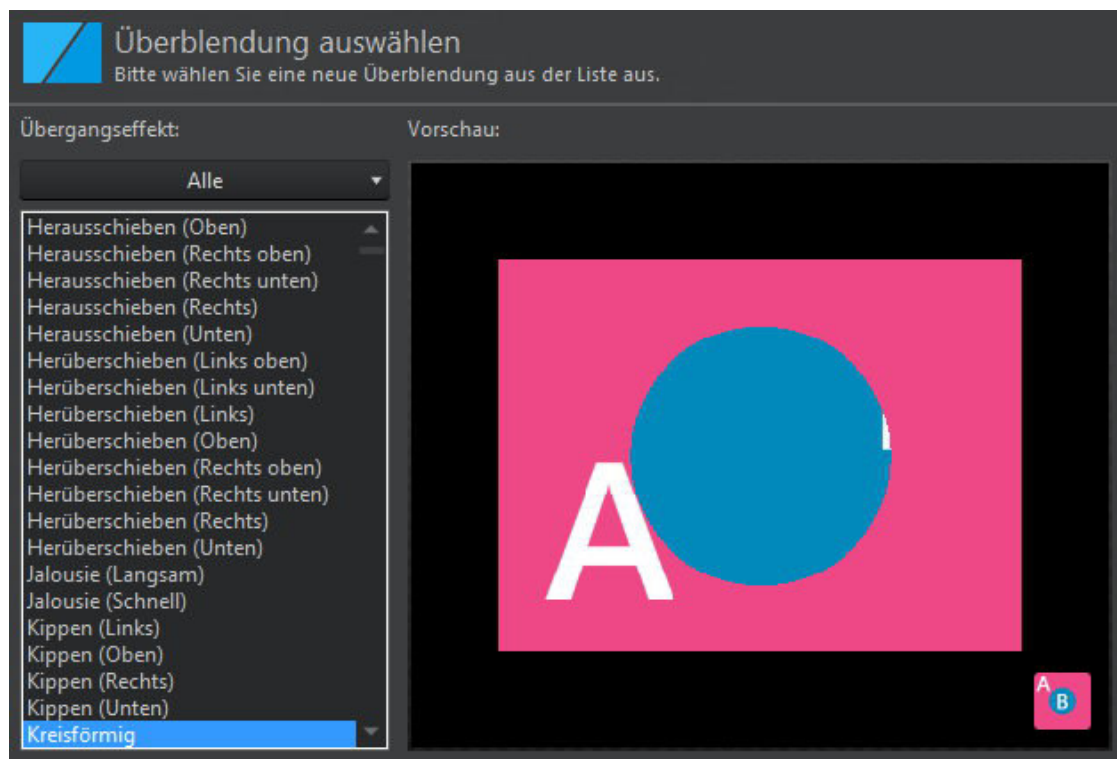 Überblendung auswählen
Bitte wählen Sie eine neue Überblendung aus der Liste aus.
Übergangseffekt:
Vorschau:
Alle
Herausschieben (Oben)
Herausschieben (Rechts oben)
Herausschieben (Rechts unten)
Herausschieben (Rechts)
Herausschieben (Unten)
Herüberschieben (Links oben)
Herüberschieben (Links unten)
Herüberschieben (Links)
Herüberschieben (Oben)
Herüberschieben (Rechts oben)
Herüberschieben (Rechts unten)
Herüberschieben (Rechts)
Herüberschieben (Unten)
Jalousie (Langsam)
Jalousie (Schnell)
Kippen (Links)
Kippen (Oben)
Kippen (Rechts)
Kippen (Unten)
Kreisförmig
A
A
B